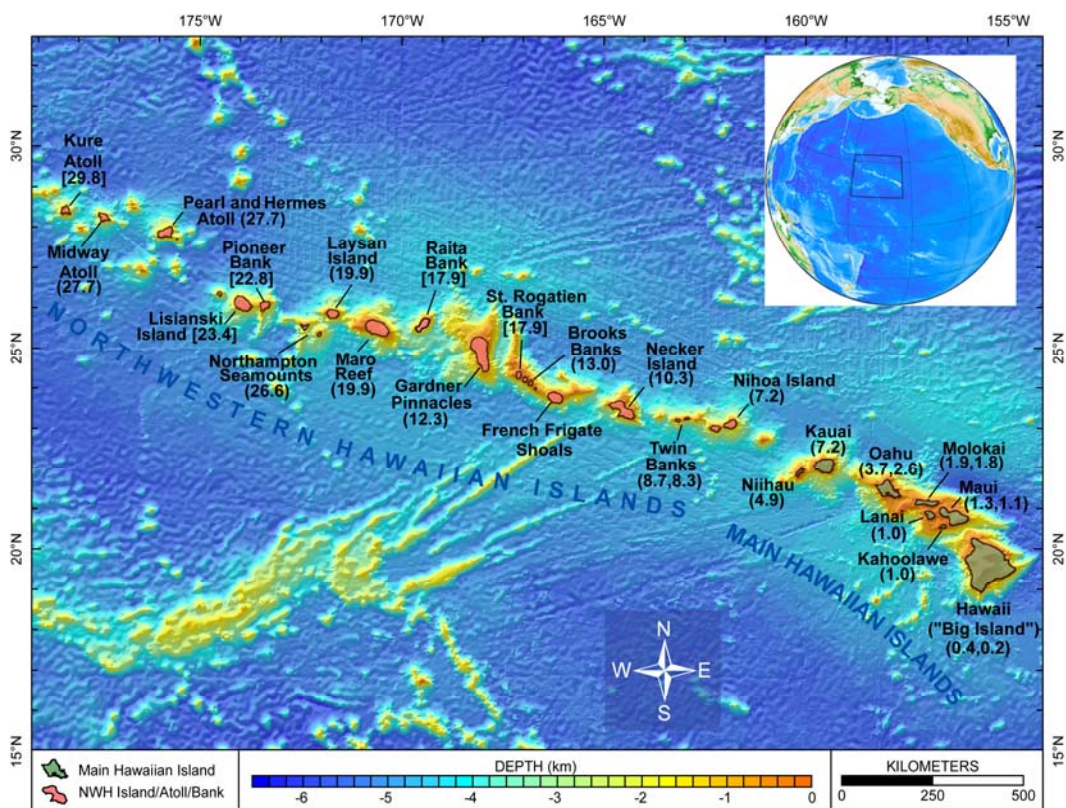 175°W
170°W
165°W
160°W
155°W
30°N
25°N
20°N
15°N
30°N
25°N
20°N
15°N
Kure
Atoll
[29.8]
Midway
Atoll
(27.7)
Pearl and Hermes
Atoll (27.7)
Pioneer
Bank
[22.8]
Lisianski
Island [23.4]
Northampton
Seamounts
(26.6)
Laysan
Island
(19.9)
Maro
Reef
(19.9)
Raita
Bank
[17.9]
Gardner
Pinnacles
(12.3)
St. Rogatien
Bank
[17.9]
Brooks
Banks
(13.0)
French Frigate
Shoals
Necker
Island
(10.3)
Twin
Banks
(8.7,8.3)
Nihoa Island
(7.2)
Niihau
(4.9)
Kauai
(7.2)
Oahu
(3.7,2.6)
Molokai
(1.9,1.8)
Maui
(1.3,1.1)
Lanai
(1.0)
Kahoolawe
(1.0)
Hawaii
("Big Island")
(0.4,0.2)
NORTHWESTERN HAWAIIAN ISLANDS
MAIN HAWAIIAN ISLANDS
N
W E
S
Main Hawaiian Island
NWH Island/Atoll/Bank
DEPTH (km)
-6 -5 -4 -3 -2 -1 0
KILOMETERS
0 250 500